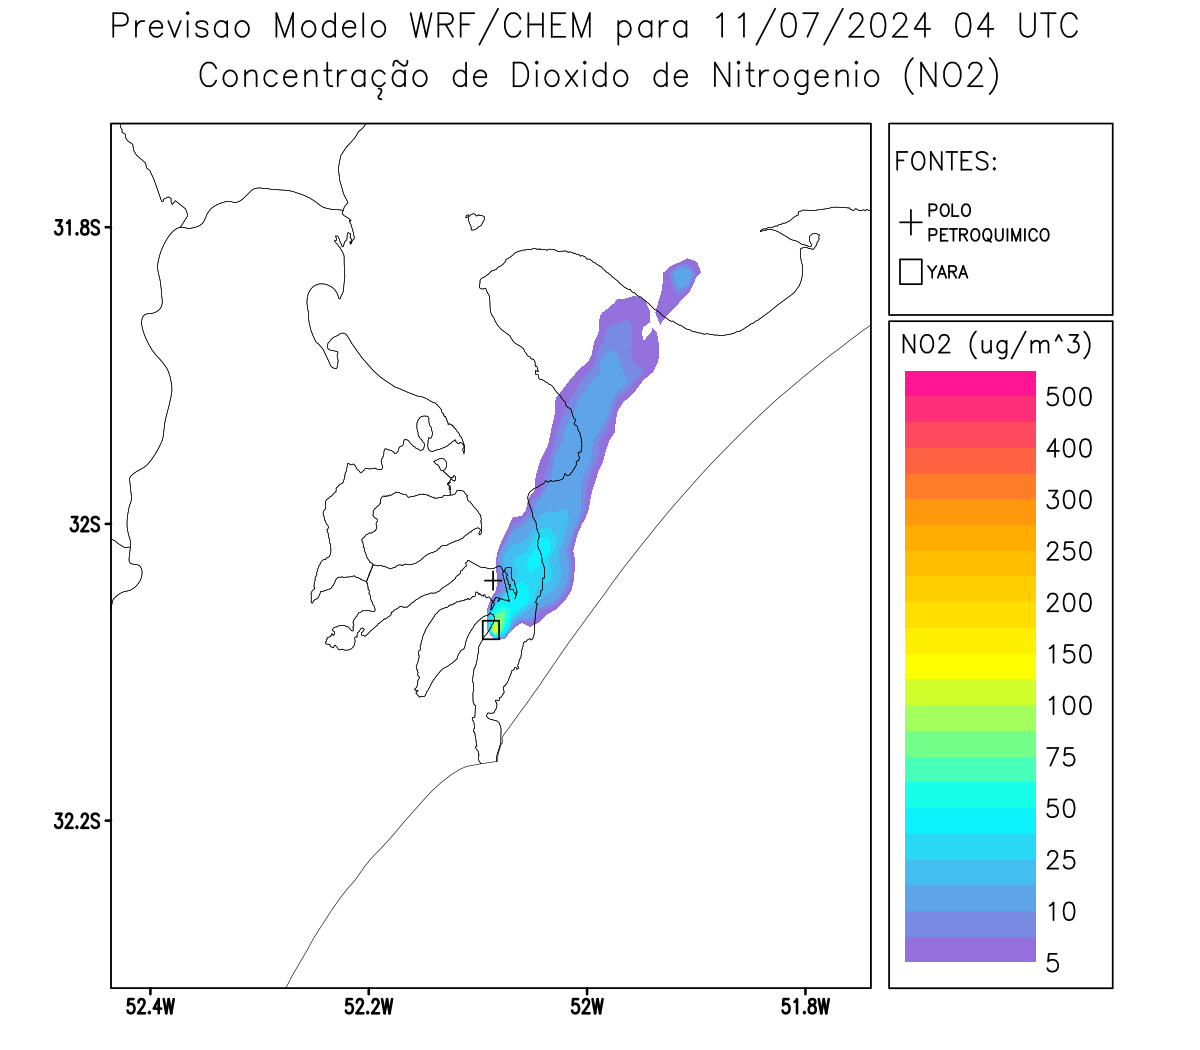 Previsao Modelo WRF/CHEM para 11/07/2024 04 UTC
Concentração de Dioxido de Nitrogenio (NO2)
FONTES:
POLO
PETROQUIMICO
YARA
NO2 (ug/m^3)
500
400
300
250
200
150
100
75
50
25
10
5
31.8S
32S
32.2S
52.4W
52.2W
52W
51.8W